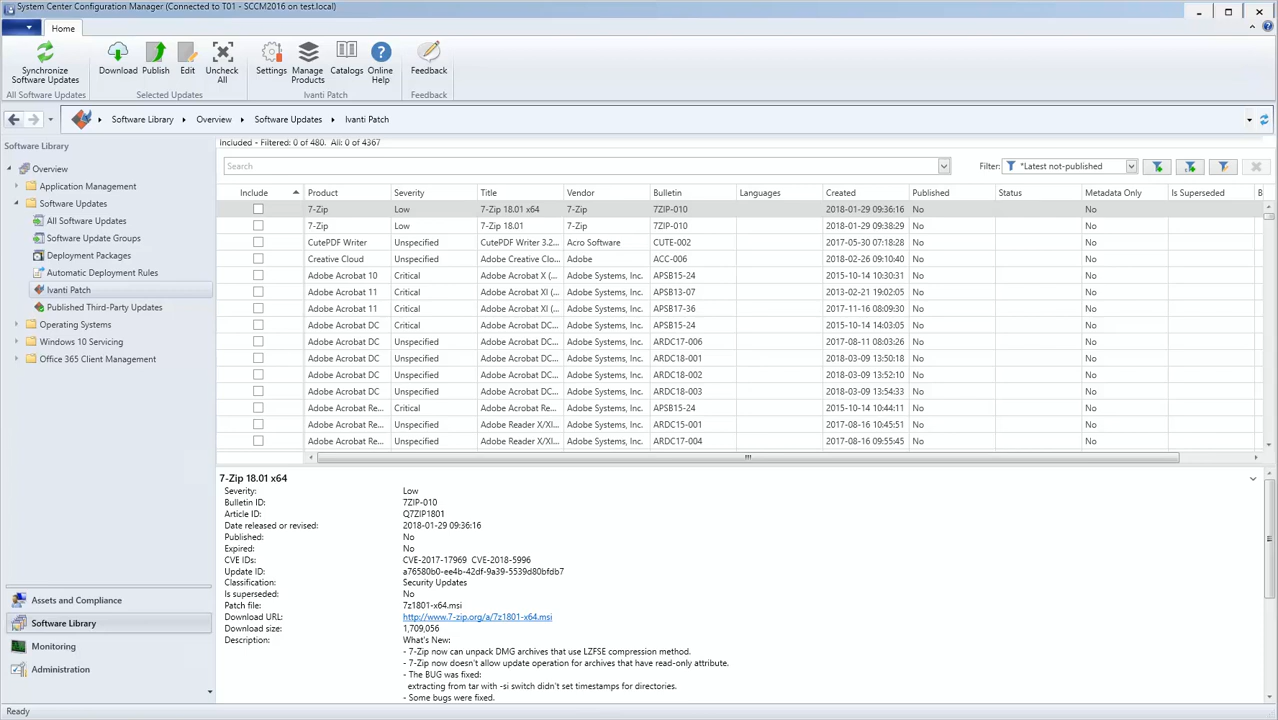 System Center Configuration Manager (Connected to T01 - SCCM2016 on test.local)
Home
Synchronize Software Updates
Download
Publish
Edit
Uncheck All
Settings
Manage Products
Catalogs
Online Help
Feedback
All Software Updates
Selected Updates
Ivanti Patch
Feedback
Software Library
Overview
Software Updates
Ivanti Patch
Software Library
Overview
Application Management
Software Updates
All Software Updates
Software Update Groups
Deployment Packages
Automatic Deployment Rules
Ivanti Patch
Published Third-Party Updates
Operating Systems
Windows 10 Servicing
Office 365 Client Management
Assets and Compliance
Software Library
Monitoring
Administration
Included - Filtered: 0 of 480. All: 0 of 4367
Search
Filter: *Latest not-published
Include Product Severity Title Vendor Bulletin Languages Created Published Status Metadata Only Is Superseded B
7-Zip Low 7-Zip 18.01 x64 7-Zip 7ZIP-010 2018-01-29 09:36:16 No No
7-Zip Low 7-Zip 18.01 7-Zip 7ZIP-010 2018-01-29 09:38:29 No No
CutePDF Writer Unspecified CutePDF Writer 3.2... Acro Software CUTE-002 2017-05-30 07:18:28 No No
Creative Cloud Unspecified Adobe Creative Clo... Adobe ACC-006 2018-02-26 09:10:40 No No
Adobe Acrobat 10 Critical Adobe Acrobat X (... Adobe Systems, Inc. APSB15-24 2015-10-14 10:30:31 No No
Adobe Acrobat 11 Critical Adobe Acrobat XI (... Adobe Systems, Inc. APSB13-07 2013-02-21 19:02:05 No No
Adobe Acrobat 11 Critical Adobe Acrobat XI (... Adobe Systems, Inc. APSB17-36 2017-11-16 08:09:30 No No
Adobe Acrobat DC Critical Adobe Acrobat DC... Adobe Systems, Inc. APSB15-24 2015-10-14 14:03:05 No No
Adobe Acrobat DC Unspecified Adobe Acrobat DC... Adobe Systems, Inc. ARDC17-006 2017-08-11 08:03:26 No No
Adobe Acrobat DC Unspecified Adobe Acrobat DC... Adobe Systems, Inc. ARDC18-001 2018-03-09 13:50:18 No No
Adobe Acrobat DC Unspecified Adobe Acrobat DC... Adobe Systems, Inc. ARDC18-002 2018-03-09 13:52:10 No No
Adobe Acrobat DC Unspecified Adobe Acrobat DC... Adobe Systems, Inc. ARDC18-003 2018-03-09 13:54:33 No No
Adobe Acrobat Re... Critical Adobe Acrobat Re... Adobe Systems, Inc. APSB15-24 2015-10-14 10:44:11 No No
Adobe Acrobat Re... Unspecified Adobe Reader X/XI... Adobe Systems, Inc. ARDC15-001 2017-08-16 10:45:51 No No
Adobe Acrobat Re... Unspecified Adobe Reader X/XI... Adobe Systems, Inc. ARDC17-004 2017-08-16 09:55:45 No No
7-Zip 18.01 x64
Severity: Low
Bulletin ID: 7ZIP-010
Article ID: Q7ZIP1801
Date released or revised: 2018-01-29 09:36:16
Published: No
Expired: No
CVE IDs: CVE-2017-17969 CVE-2018-5996
Update ID: a76580b0-ee4b-42df-9a39-5539d80bfdb7
Classification: Security Updates
Is superseded: No
Patch file: 7z1801-x64.msi
Download URL: http://www.7-zip.org/a/7z1801-x64.msi
Download size: 1,709,056
Description: What's New:
- 7-Zip now can unpack DMG archives that use LZFSE compression method.
- 7-Zip now doesn't allow update operation for archives that have read-only attribute.
- The BUG was fixed:
extracting from tar with -si switch didn't set timestamps for directories.
- Some bugs were fixed.
Ready